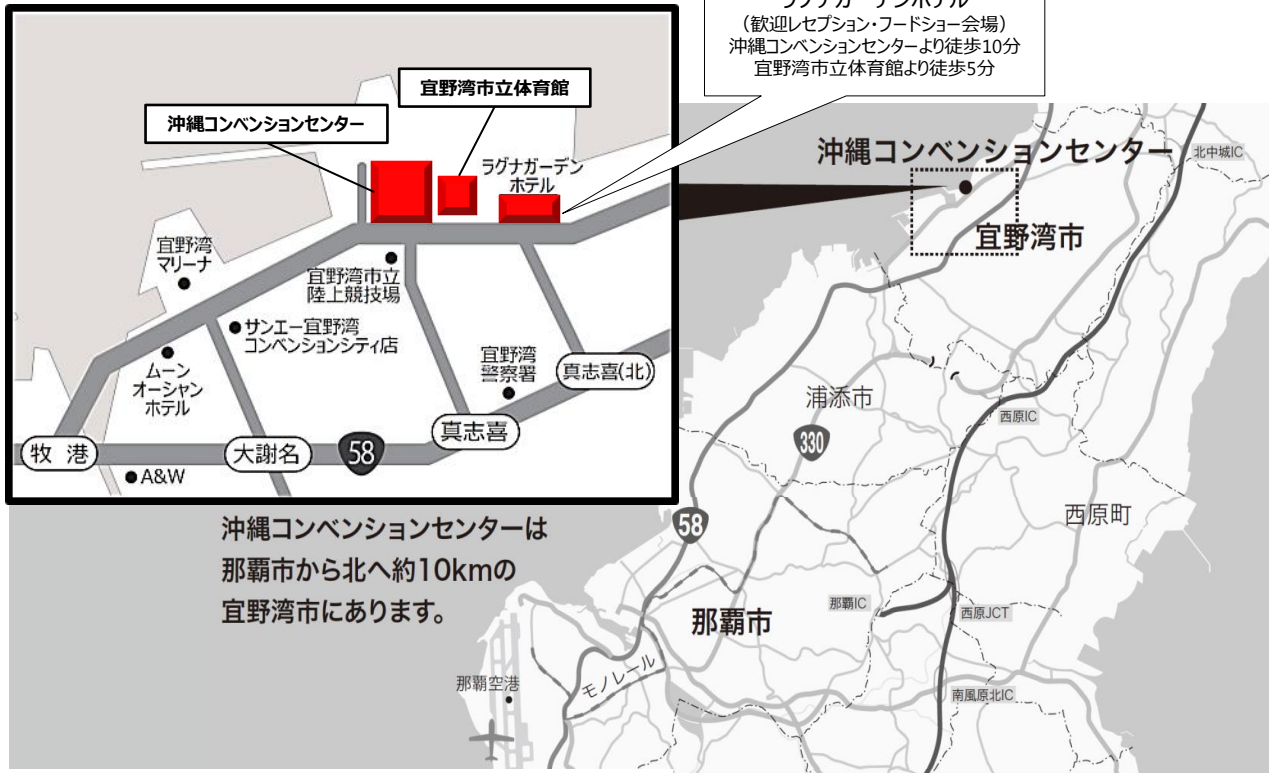 ラグナガーデンホテル
(歓迎レセプション・フードショー会場)
沖縄コンベンションセンターより徒歩10分
宜野湾市立体育館より徒歩5分
宜野湾市立体育館
沖縄コンベンションセンター
ラグナガーデン
ホテル
宜野湾
マリーナ
宜野湾市立
陸上競技場
サンエー宜野湾
コンベンションシティ店
ムーン
オーシャン
ホテル
宜野湾
警察署
真志喜(北)
真志喜
牧 港
大謝名
58
A&W
沖縄コンベンションセンター
北中城IC
宜野湾市
浦添市
西原IC
330
西原町
58
沖縄コンベンションセンターは
那覇市から北へ約10kmの
宜野湾市にあります。
那覇IC
西原JCT
那覇市
モノレール
那覇空港
南風原北IC